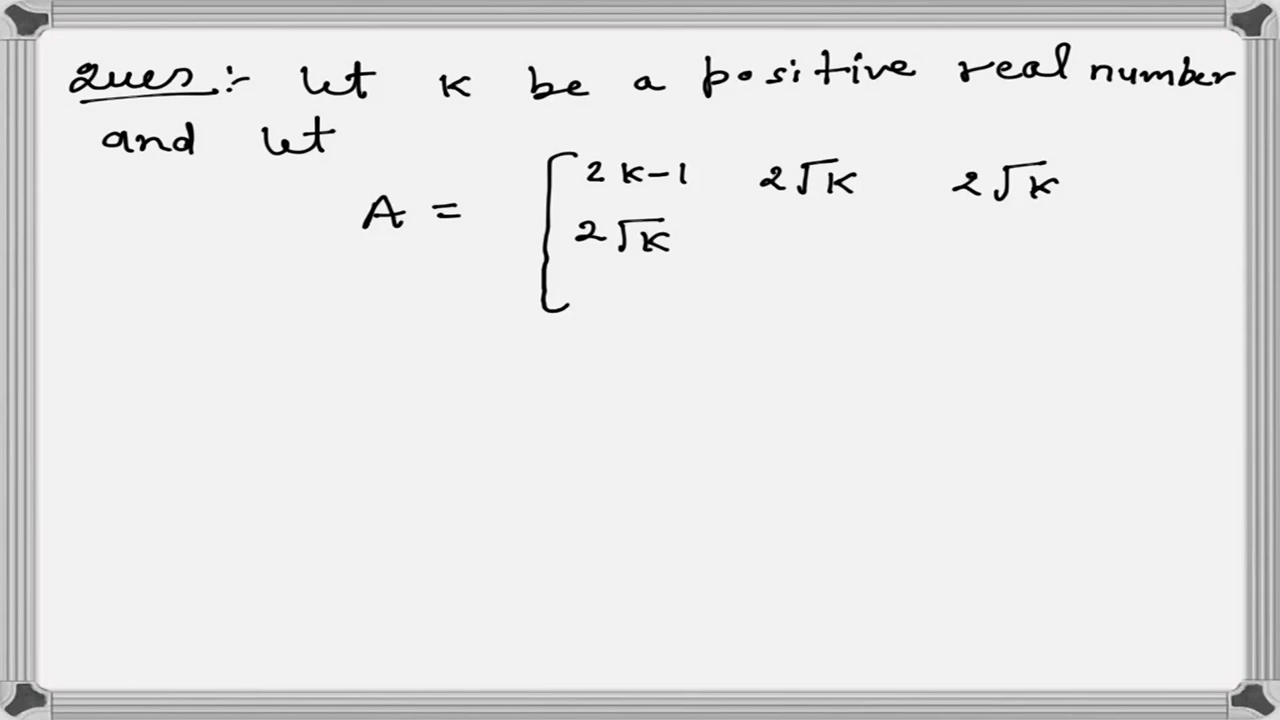 Ques :- Let K be a positive real number
and let
A = [ 2K-1 2√K 2√K
2√K